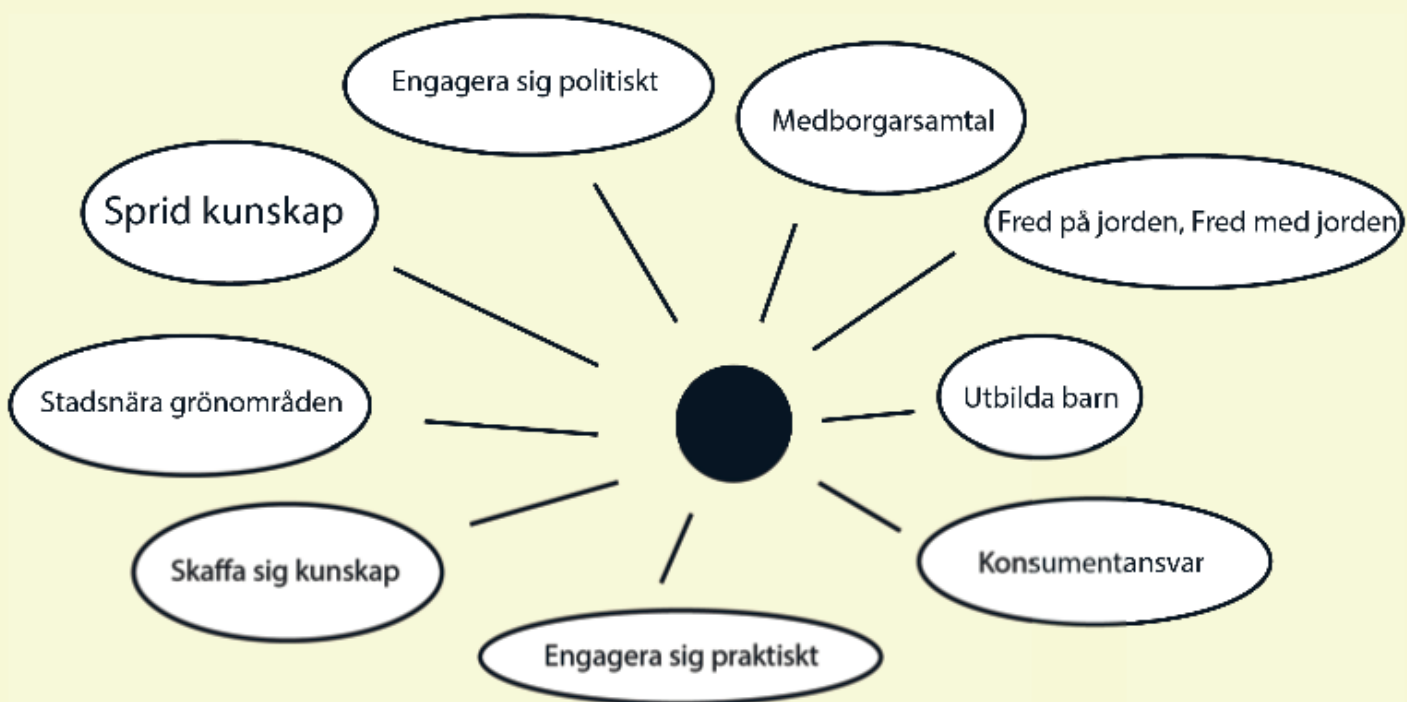 Engagera sig politiskt
Medborgarsamtal
Sprid kunskap
Fred på jorden, Fred med jorden
Stadsnära grönområden
Utbilda barn
Skaffa sig kunskap
Konsumentansvar
Engagera sig praktiskt